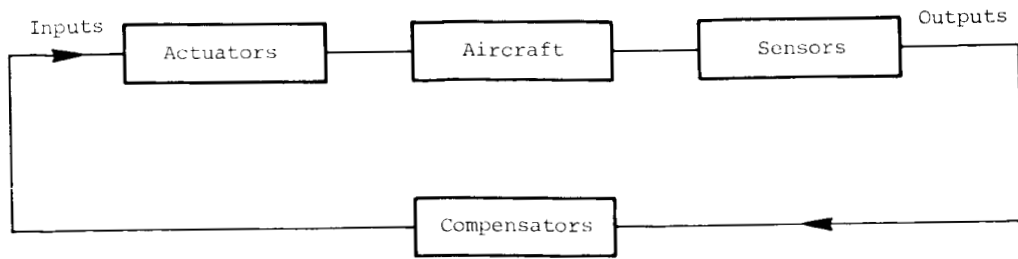 Inputs
Outputs
Actuators
Aircraft
Sensors
Compensators